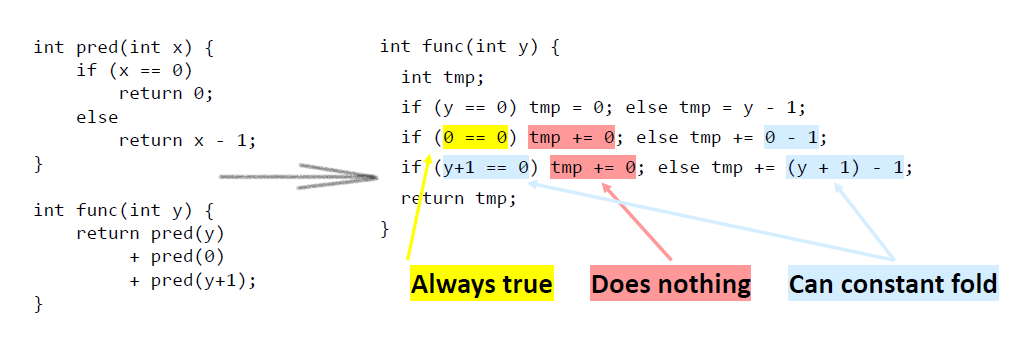 int pred(int x) {
    if (x == 0)
        return 0;
    else
        return x - 1;
}
int func(int y) {
    return pred(y)
         + pred(0)
         + pred(y+1);
}
int func(int y) {
  int tmp;
  if (y == 0) tmp = 0; else tmp = y - 1;
  if (0 == 0) tmp += 0; else tmp += 0 - 1;
  if (y+1 == 0) tmp += 0; else tmp += (y + 1) - 1;
  return tmp;
}
Always true
Does nothing
Can constant fold